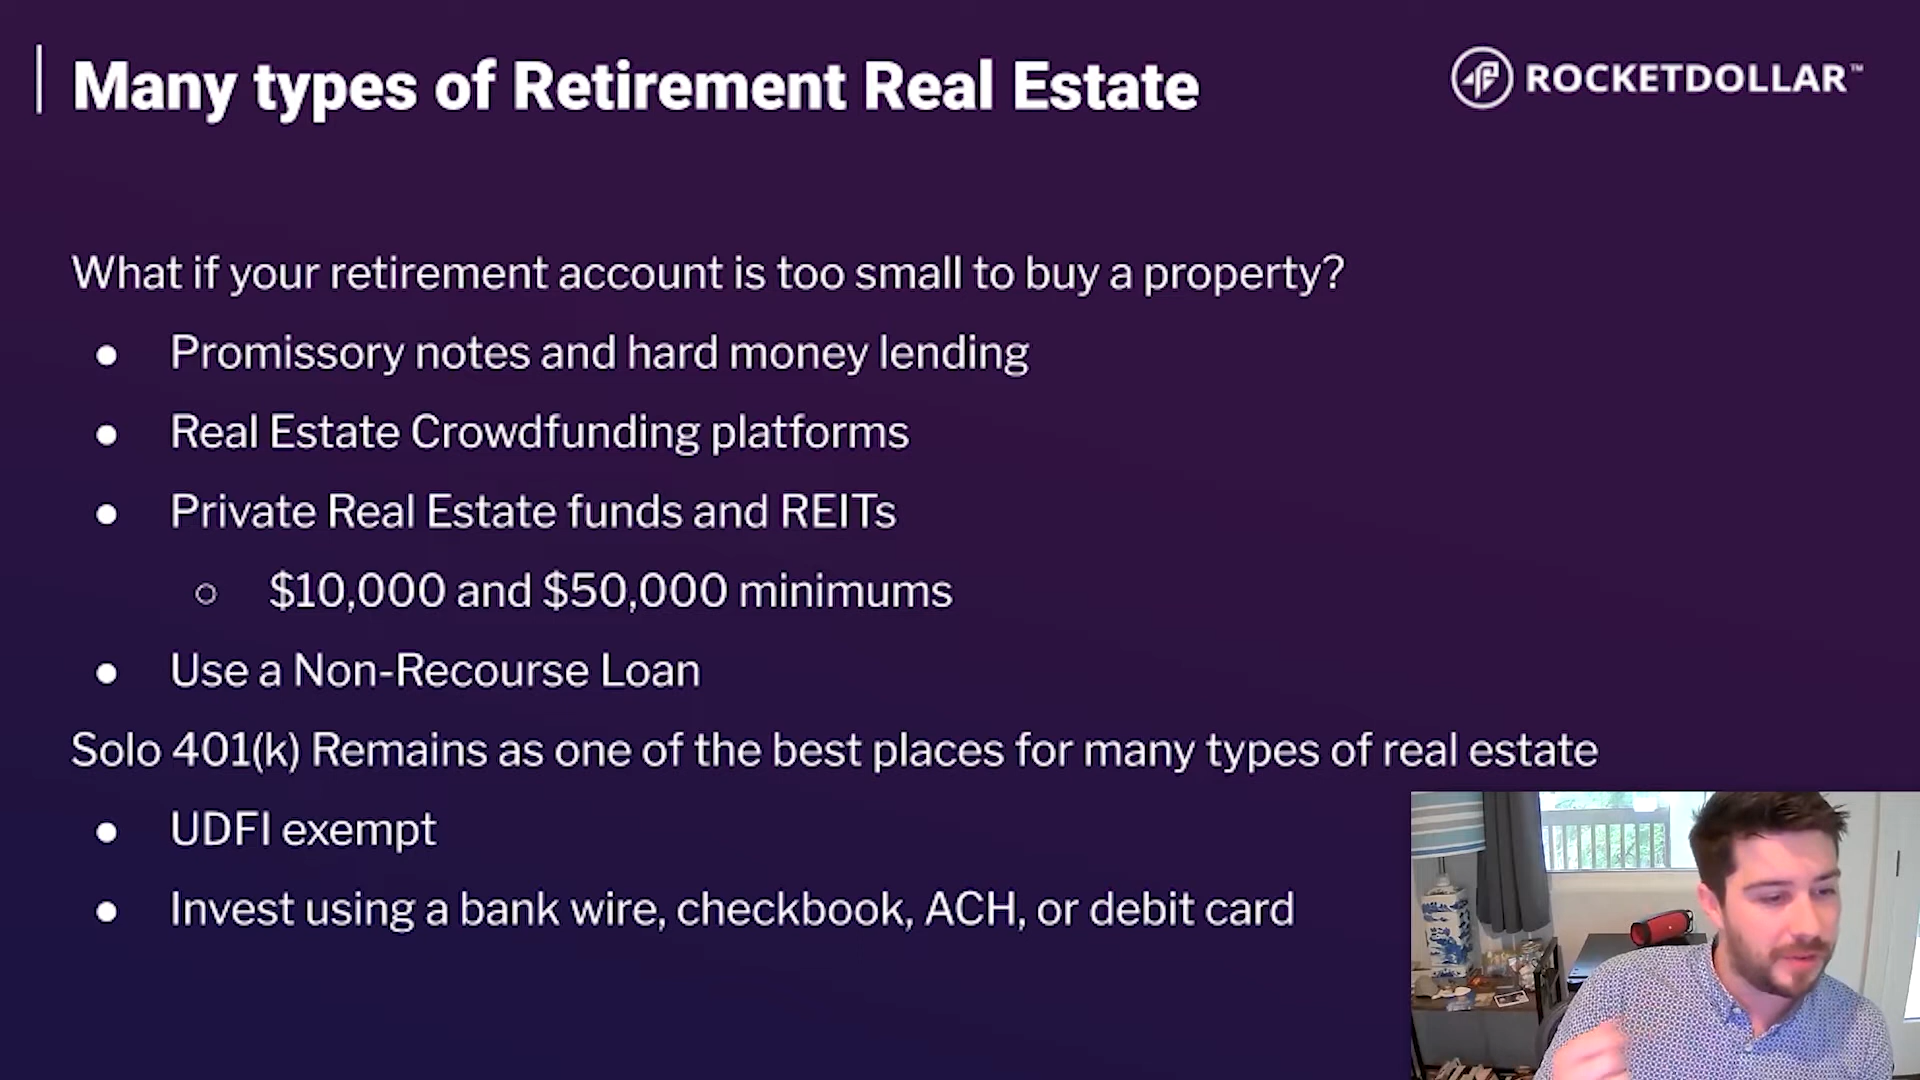 Many types of Retirement Real Estate
ROCKETDOLLAR™
What if your retirement account is too small to buy a property?
● Promissory notes and hard money lending
● Real Estate Crowdfunding platforms
● Private Real Estate funds and REITs
○ $10,000 and $50,000 minimums
● Use a Non-Recourse Loan
Solo 401(k) Remains as one of the best places for many types of real estate
● UDFI exempt
● Invest using a bank wire, checkbook, ACH, or debit card